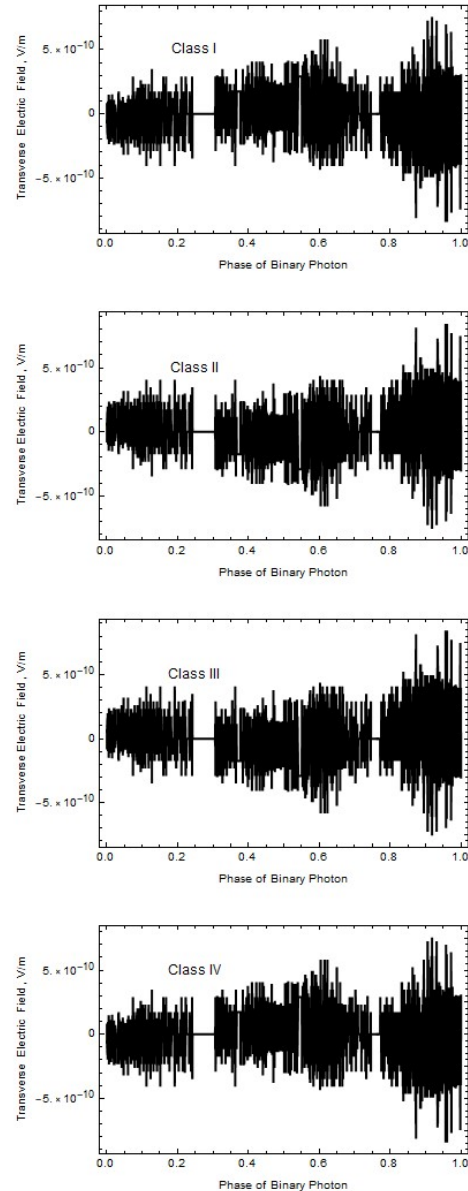 Transverse Electric Field, V/m
5. × 10⁻¹⁰
0
−5. × 10⁻¹⁰
Class I
0.0 0.2 0.4 0.6 0.8 1.0
Phase of Binary Photon
Transverse Electric Field, V/m
5. × 10⁻¹⁰
0
−5. × 10⁻¹⁰
Class II
0.0 0.2 0.4 0.6 0.8 1.0
Phase of Binary Photon
Transverse Electric Field, V/m
5. × 10⁻¹⁰
0
−5. × 10⁻¹⁰
Class III
0.0 0.2 0.4 0.6 0.8 1.0
Phase of Binary Photon
Transverse Electric Field, V/m
5. × 10⁻¹⁰
0
−5. × 10⁻¹⁰
Class IV
0.0 0.2 0.4 0.6 0.8 1.0
Phase of Binary Photon